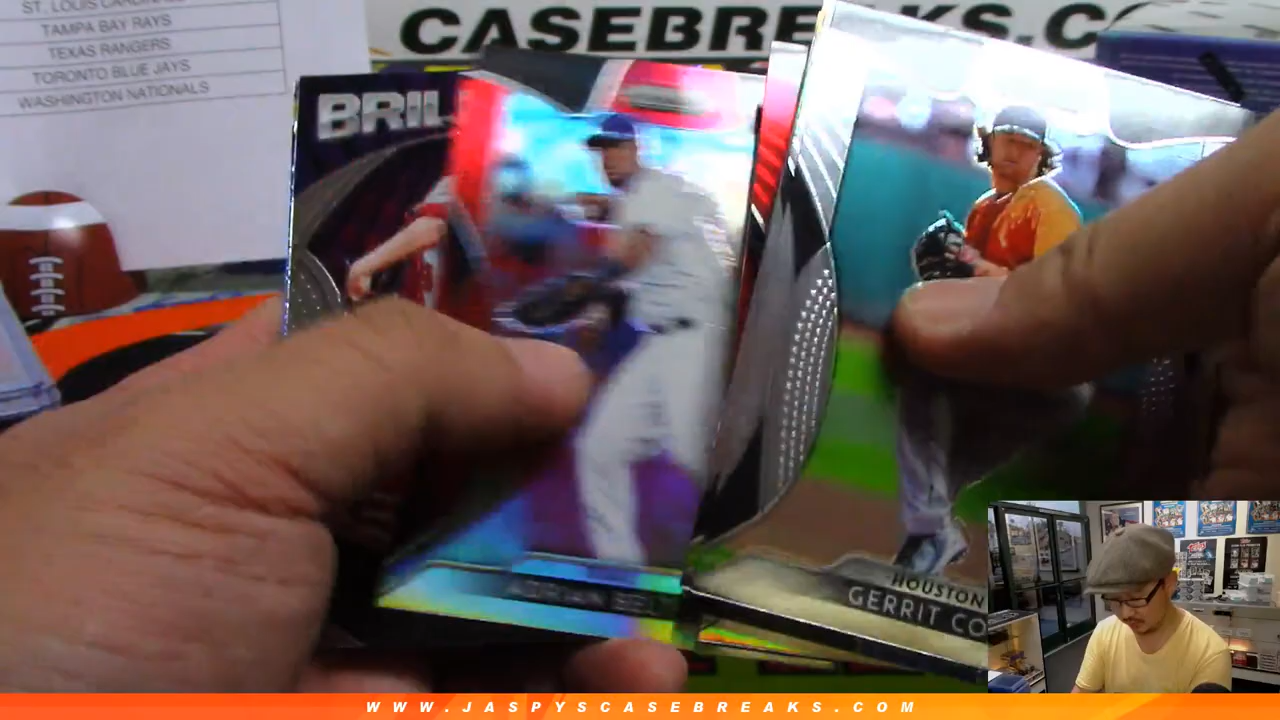 ST. LOUIS CARDINALS
TAMPA BAY RAYS
TEXAS RANGERS
TORONTO BLUE JAYS
WASHINGTON NATIONALS
CASEBREAKS.C
BRIL
HOUSTON
GERRIT CO
WWW.JASPYSCASEBREAKS.COM